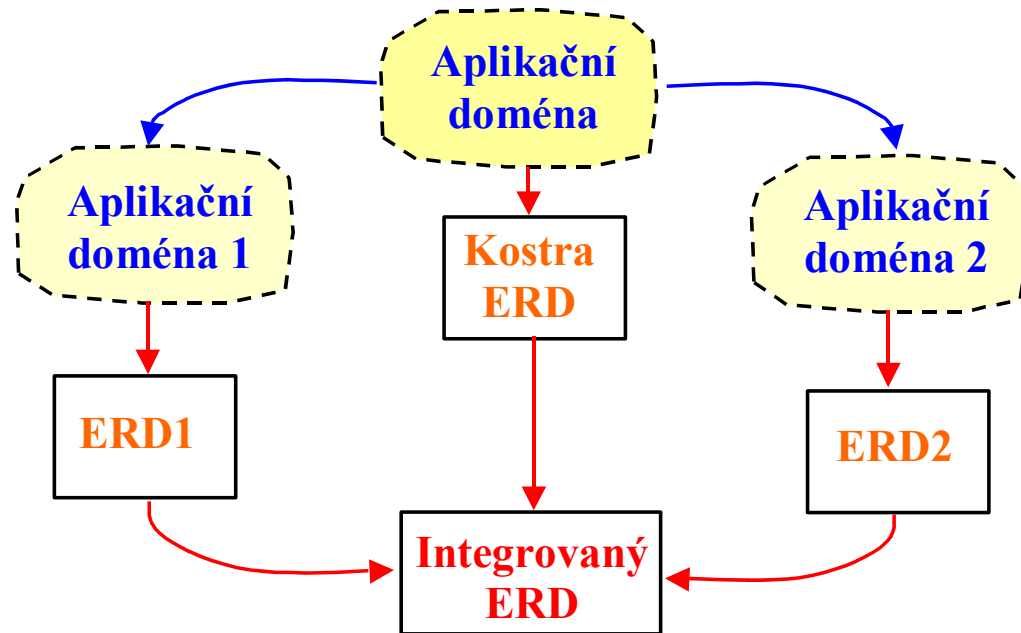 Aplikační
doména
Aplikační
doména 1
Kostra
ERD
Aplikační
doména 2
ERD1
ERD2
Integrovaný
ERD